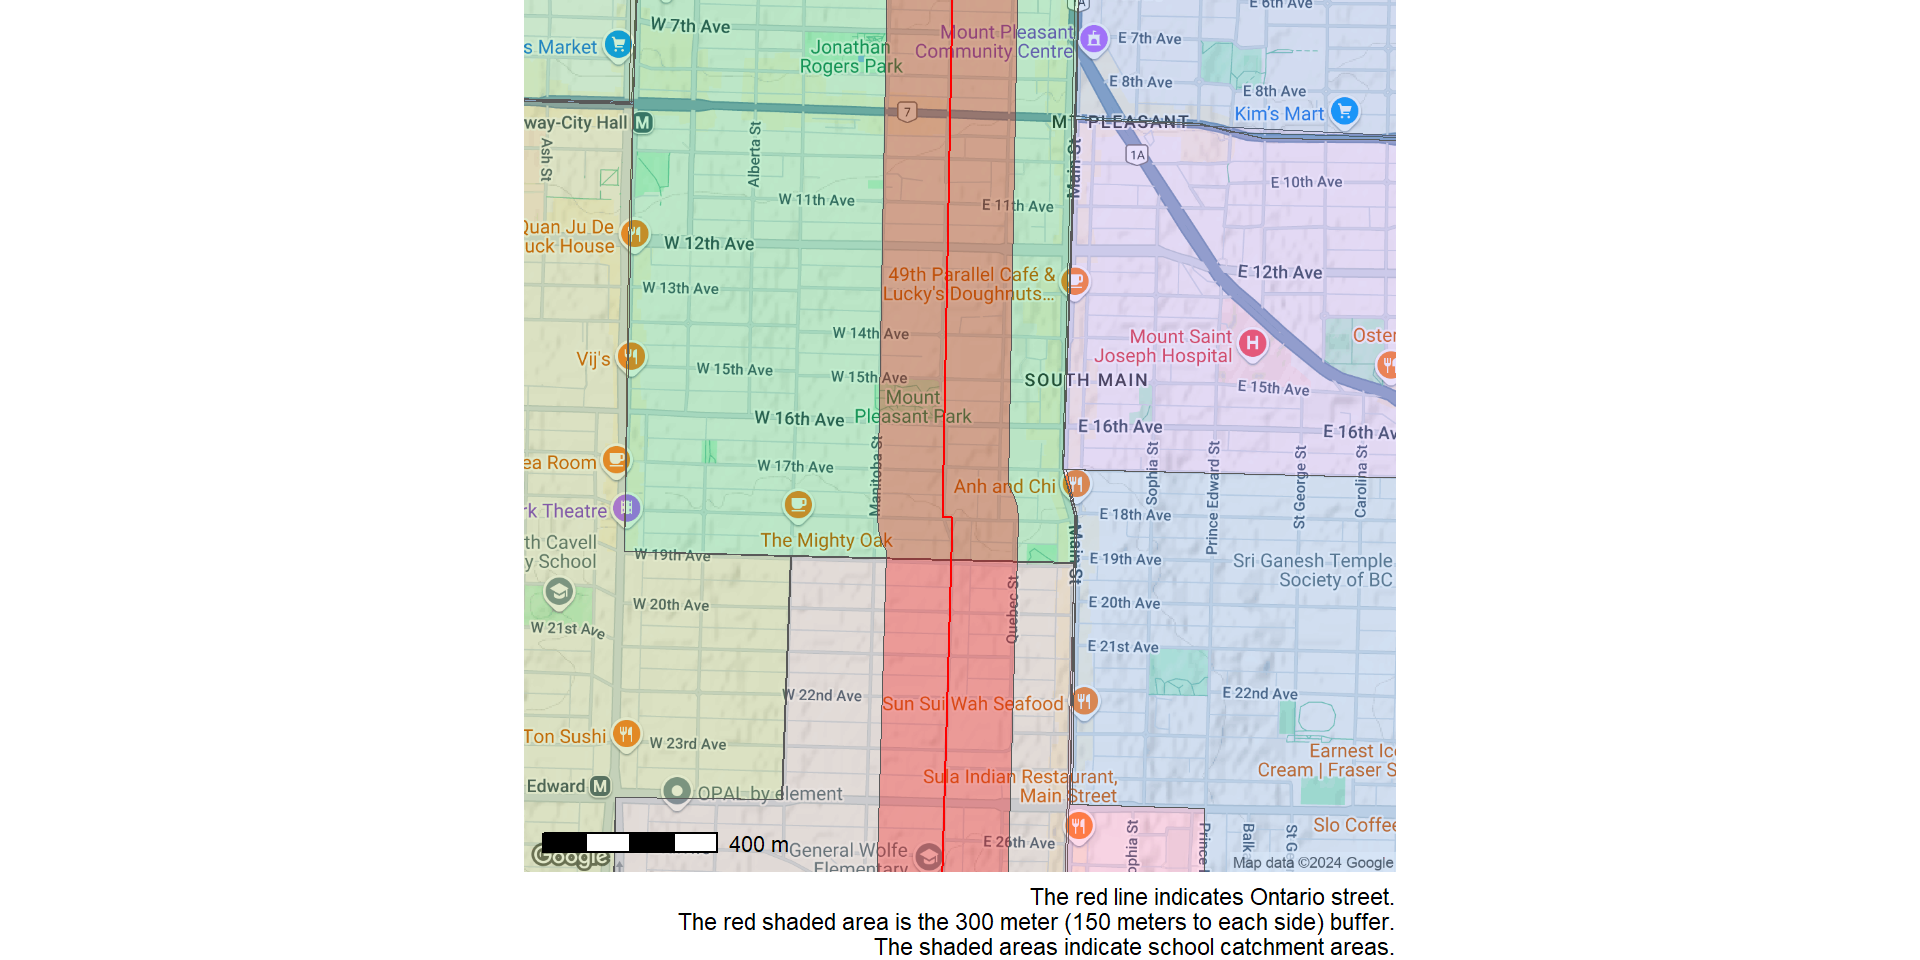 E 6th Ave
W 7th Ave
s Market
Jonathan
Rogers Park
Mount Pleasant
Community Centre
E 7th Ave
E 8th Ave
E 8th Ave
Kim's Mart
7
way-City Hall
M
MT PLEASANT
1A
Ash St
Alberta St
Main St
E 10th Ave
W 11th Ave
E 11th Ave
Quan Ju De
uck House
W 12th Ave
E 12th Ave
49th Parallel Café &
Lucky's Doughnuts...
W 13th Ave
W 14th Ave
Mount Saint
Joseph Hospital
H
Oster
Vij's
W 15th Ave
W 15th Ave
SOUTH MAIN
E 15th Ave
Mount
Pleasant Park
W 16th Ave
E 16th Ave
E 16th Av
ea Room
W 17th Ave
Manitoba St
Anh and Chi
Sophia St
Prince Edward St
St George St
Carolina St
rk Theatre
E 18th Ave
The Mighty Oak
th Cavell
y School
W 19th Ave
Main St
E 19th Ave
Sri Ganesh Temple
Society of BC
W 20th Ave
Quebec St
E 20th Ave
W 21st Ave
E 21st Ave
W 22nd Ave
E 22nd Ave
Sun Sui Wah Seafood
Ton Sushi
W 23rd Ave
Earnest Ice
Cream | Fraser S
Sula Indian Restaurant,
Main Street
Edward
M
OPAL by element
400 m
Google
General Wolfe
Elementary
E 26th Ave
ophia St
Prince
Balk
St G
Slo Coffee
Map data ©2024 Google
The red line indicates Ontario street.
The red shaded area is the 300 meter (150 meters to each side) buffer.
The shaded areas indicate school catchment areas.